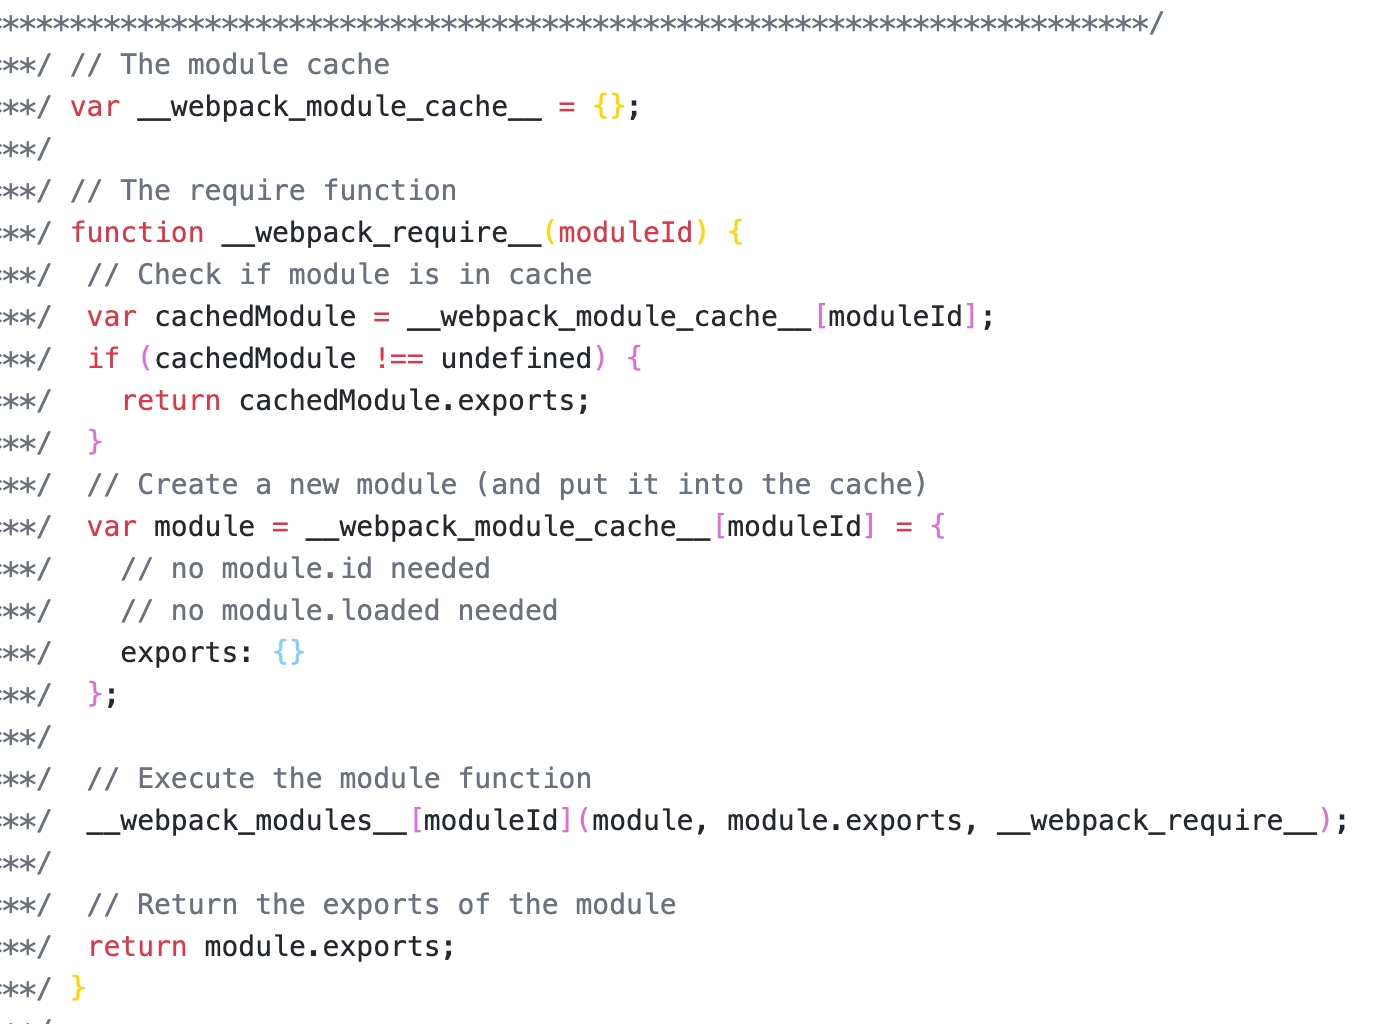 **********************************************************************/
**/ // The module cache
**/ var __webpack_module_cache__ = {};
**/
**/ // The require function
**/ function __webpack_require__(moduleId) {
**/  // Check if module is in cache
**/  var cachedModule = __webpack_module_cache__[moduleId];
**/  if (cachedModule !== undefined) {
**/    return cachedModule.exports;
**/  }
**/  // Create a new module (and put it into the cache)
**/  var module = __webpack_module_cache__[moduleId] = {
**/    // no module.id needed
**/    // no module.loaded needed
**/    exports: {}
**/  };
**/
**/  // Execute the module function
**/  __webpack_modules__[moduleId](module, module.exports, __webpack_require__);
**/
**/  // Return the exports of the module
**/  return module.exports;
**/ }